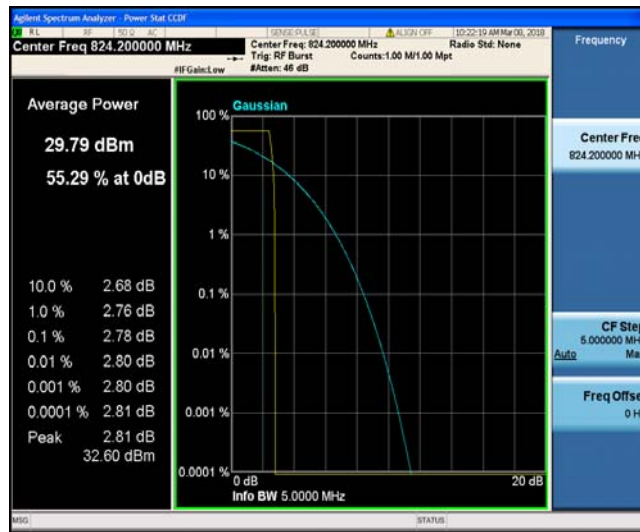 Agilent Spectrum Analyzer - Power Stat CCDF
RL RF 50 Ω AC SENSE:PULSE ALIGN OFF 10:22:19 AM Mar 08, 2018
Center Freq 824.200000 MHz
Center Freq: 824.200000 MHz Radio Std: None
Trig: RF Burst Counts:1.00 M/1.00 Mpt
#IFGain:Low #Atten: 46 dB
Frequency
Average Power
29.79 dBm
55.29 % at 0dB
10.0 % 2.68 dB
1.0 % 2.76 dB
0.1 % 2.78 dB
0.01 % 2.80 dB
0.001 % 2.80 dB
0.0001 % 2.81 dB
Peak 2.81 dB
32.60 dBm
Gaussian
100 %
10 %
1 %
0.1 %
0.01 %
0.001 %
0.0001 %
0 dB 20 dB
Info BW 5.0000 MHz
Center Fre
824.200000 MH
CF Step
5.000000 MH
Auto Ma
Freq Offse
0 H
MSG STATUS